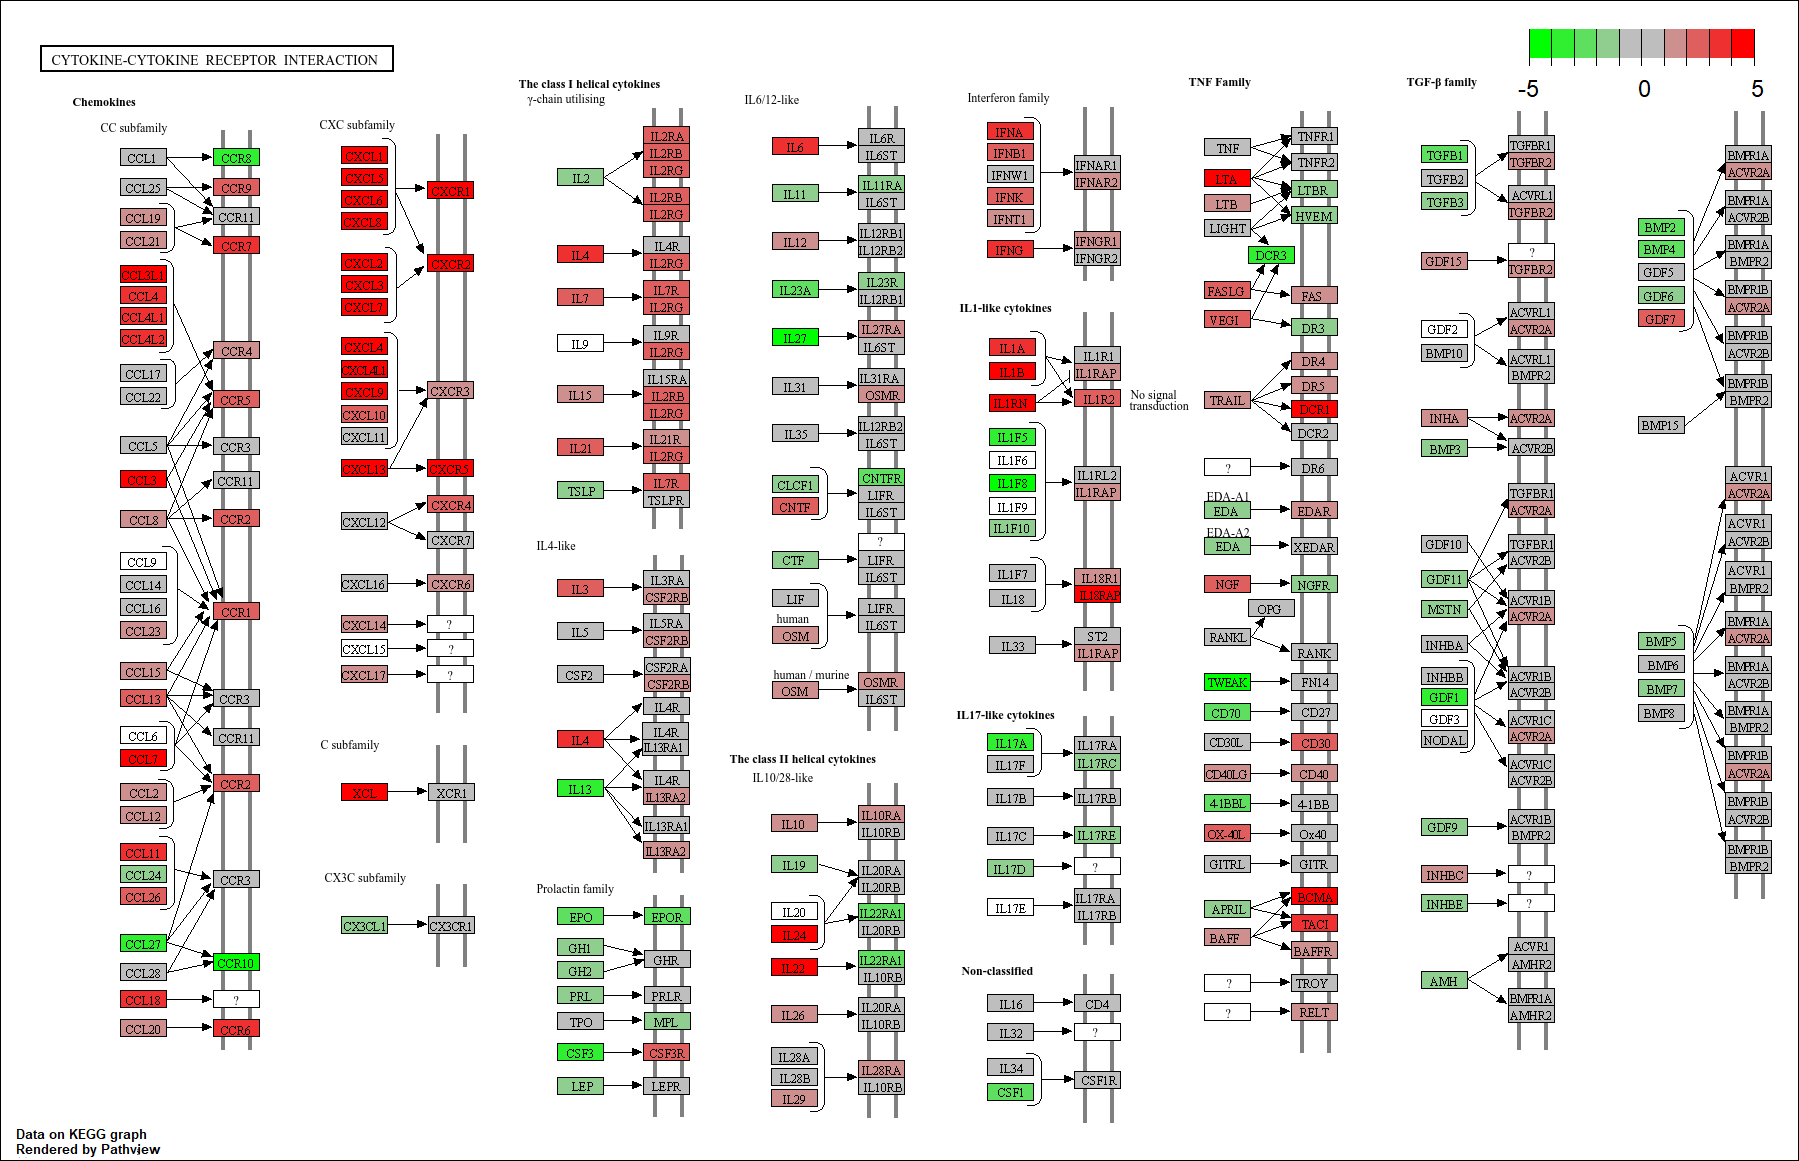 CYTOKINE-CYTOKINE RECEPTOR INTERACTION
-5 0 5
Chemokines
CC subfamily
CCL1
CCR8
CCL25
CCR9
CCL19
CCR11
CCL21
CCR7
CCL3L1
CCL4
CCL4L1
CCL4L2
CCR4
CCL17
CCL22
CCR5
CCL5
CCR3
CCL3
CCR11
CCL8
CCR2
CCL9
CCL14
CCL16
CCL23
CCR1
CCL15
CCL13
CCR3
CCL6
CCR11
CCL7
CCR2
CCL2
CCL12
CCL11
CCL24
CCR3
CCL26
CCL27
CCR10
CCL28
CCL18
?
CCL20
CCR6
CXC subfamily
CXCL1
CXCL5
CXCR1
CXCL6
CXCL8
CXCL2
CXCR2
CXCL3
CXCL7
CXCL4
CXCL4L1
CXCL9
CXCR3
CXCL10
CXCL11
CXCL13
CXCR5
CXCR4
CXCL12
CXCR7
CXCL16
CXCR6
CXCL14
?
CXCL15
?
CXCL17
?
C subfamily
XCL
XCR1
CX3C subfamily
CX3CL1
CX3CR1
The class I helical cytokines
γ-chain utilising
IL2
IL2RA
IL2RB
IL2RG
IL2RB
IL2RG
IL4
IL4R
IL2RG
IL7
IL7R
IL2RG
IL9
IL9R
IL2RG
IL15
IL15RA
IL2RB
IL2RG
IL21
IL21R
IL2RG
TSLP
IL7R
TSLPR
IL4-like
IL3
IL3RA
CSF2RB
IL5
IL5RA
CSF2RB
CSF2
CSF2RA
CSF2RB
IL4R
IL4
IL4R
IL13RA1
IL13
IL4R
IL13RA2
IL13RA1
IL13RA2
Prolactin family
EPO
EPOR
GH1
GHR
GH2
PRL
PRLR
TPO
MPL
CSF3
CSF3R
LEP
LEPR
IL6/12-like
IL6
IL6R
IL6ST
IL11
IL11RA
IL6ST
IL12
IL12RB1
IL12RB2
IL23A
IL23R
IL12RB1
IL27
IL27RA
IL6ST
IL31
IL31RA
OSMR
IL35
IL12RB2
IL6ST
CLCF1
CNTF
CNTFR
LIFR
IL6ST
CTF
?
LIFR
IL6ST
LIF
human
OSM
LIFR
IL6ST
human / murine
OSM
OSMR
IL6ST
The class II helical cytokines
IL10/28-like
IL10
IL10RA
IL10RB
IL19
IL20RA
IL20RB
IL20
IL24
IL22RA1
IL20RB
IL22
IL22RA1
IL10RB
IL26
IL20RA
IL10RB
IL28A
IL28B
IL29
IL28RA
IL10RB
Interferon family
IFNA
IFNB1
IFNW1
IFNK
IFNT1
IFNAR1
IFNAR2
IFNG
IFNGR1
IFNGR2
IL1-like cytokines
IL1A
IL1B
IL1R1
IL1RAP
IL1RN
IL1R2
No signal
transduction
IL1F5
IL1F6
IL1F8
IL1F9
IL1F10
IL1RL2
IL1RAP
IL1F7
IL18
IL18R1
IL18RAP
IL33
ST2
IL1RAP
IL17-like cytokines
IL17A
IL17F
IL17RA
IL17RC
IL17B
IL17RB
IL17C
IL17RE
IL17D
?
IL17E
IL17RA
IL17RB
Non-classified
IL16
CD4
IL32
?
IL34
CSF1
CSF1R
TNF Family
TNF
TNFR1
TNFR2
LTA
LTBR
LTB
HVEM
LIGHT
DCR3
FASLG
FAS
VEGI
DR3
DR4
TRAIL
DR5
DCR1
DCR2
?
DR6
EDA-A1
EDA
EDAR
EDA-A2
EDA
XEDAR
NGF
NGFR
OPG
RANKL
RANK
TWEAK
FN14
CD70
CD27
CD30L
CD30
CD40LG
CD40
4-1BBL
4-1BB
OX-40L
Ox40
GITRL
GITR
APRIL
BCMA
BAFF
TACI
BAFFR
?
TROY
?
RELT
TGF-β family
TGFB1
TGFB2
TGFB3
TGFBR1
TGFBR2
ACVRL1
TGFBR2
GDF15
?
TGFBR2
GDF2
BMP10
ACVRL1
ACVR2A
ACVRL1
BMPR2
INHA
ACVR2A
BMP3
ACVR2B
GDF10
TGFBR1
ACVR2A
GDF11
TGFBR1
ACVR2B
MSTN
ACVR1B
ACVR2A
INHBA
INHBB
GDF1
GDF3
NODAL
ACVR1B
ACVR2B
ACVR1C
ACVR2A
ACVR1C
ACVR2B
GDF9
ACVR1B
BMPR2
INHBC
?
INHBE
?
AMH
ACVR1
AMHR2
BMPR1A
AMHR2
BMP2
BMP4
GDF5
GDF6
GDF7
BMP15
BMPR1A
ACVR2A
BMPR1A
ACVR2B
BMPR1A
BMPR2
BMPR1B
ACVR2A
BMPR1B
ACVR2B
BMPR1B
BMPR2
BMP5
BMP6
BMP7
BMP8
ACVR1
ACVR2A
ACVR1
ACVR2B
ACVR1
BMPR2
BMPR1A
ACVR2A
BMPR1A
ACVR2B
BMPR1A
BMPR2
BMPR1B
ACVR2A
BMPR1B
ACVR2B
BMPR1B
BMPR2
Data on KEGG graph
Rendered by Pathview